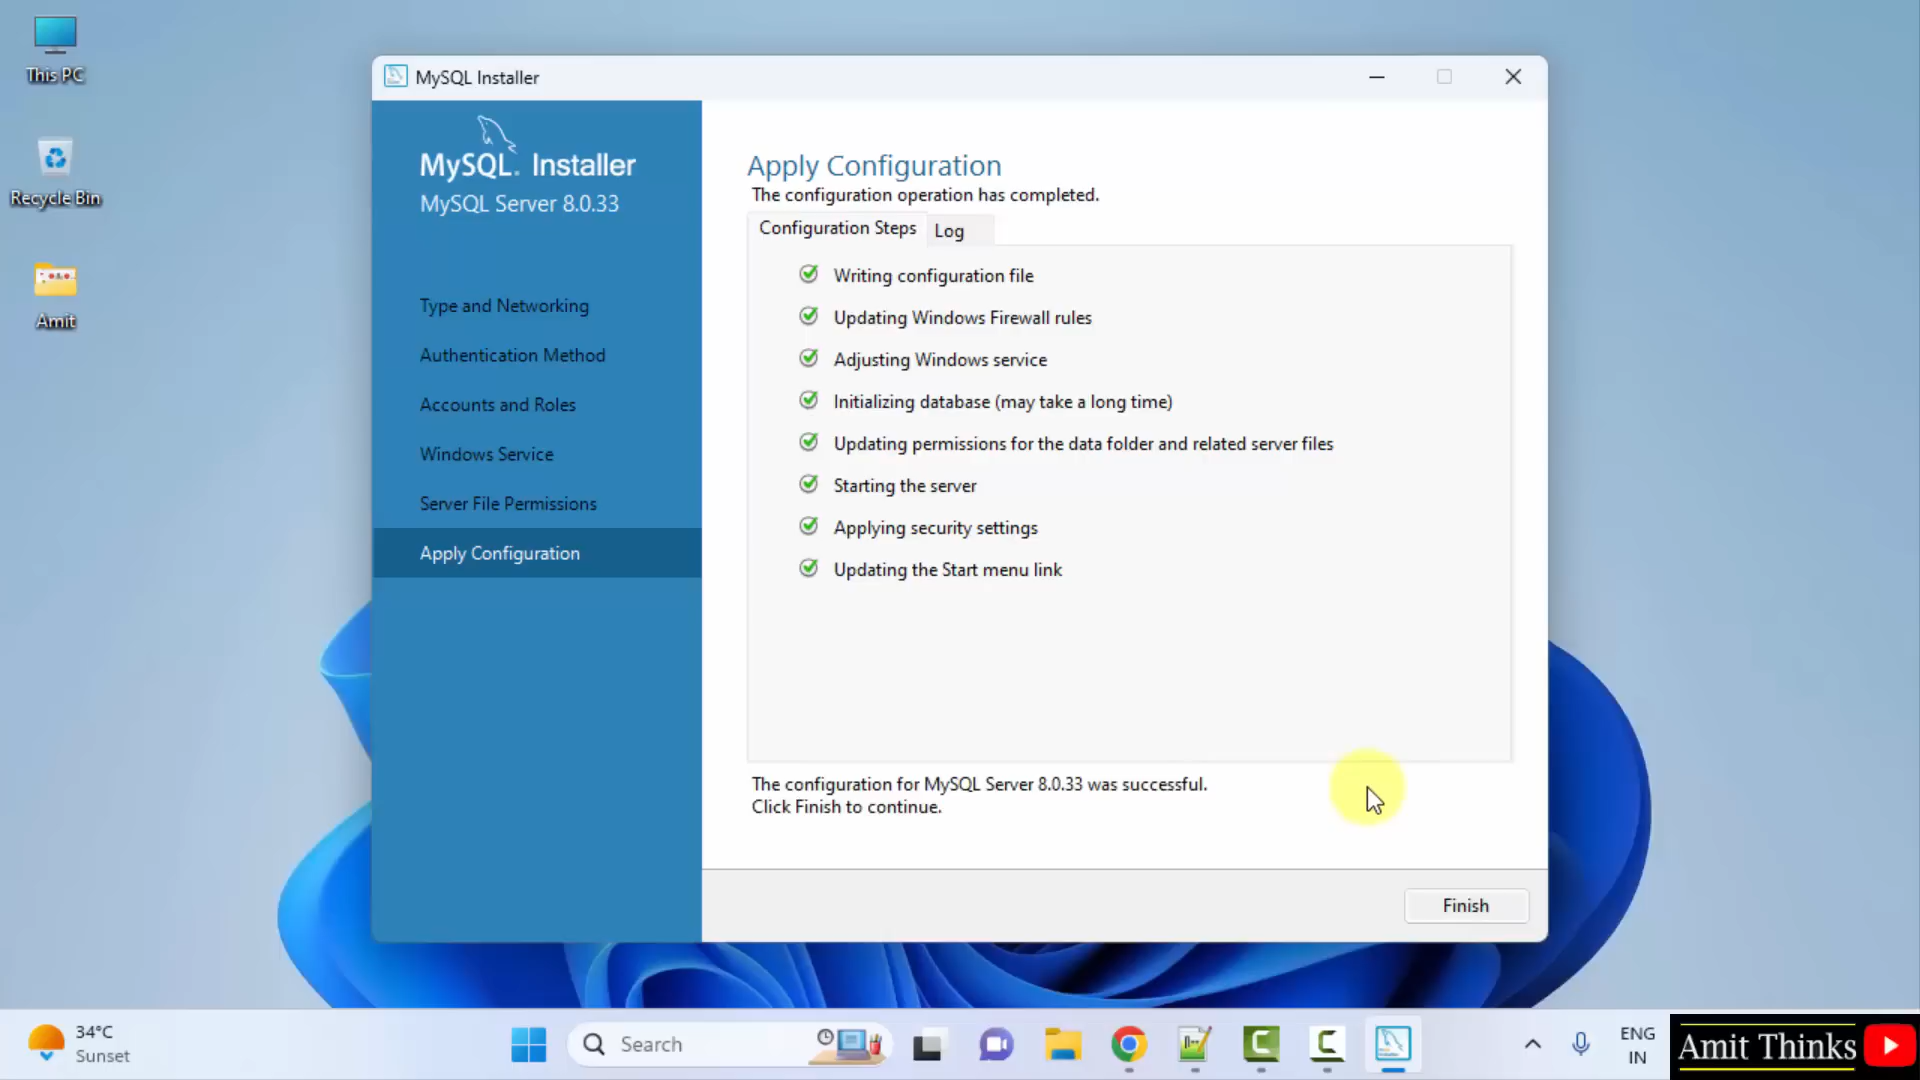 This PC
Recycle Bin
Amit
MySQL Installer
MySQL. Installer
MySQL Server 8.0.33
Type and Networking
Authentication Method
Accounts and Roles
Windows Service
Server File Permissions
Apply Configuration
Apply Configuration
The configuration operation has completed.
Configuration Steps
Log
Writing configuration file
Updating Windows Firewall rules
Adjusting Windows service
Initializing database (may take a long time)
Updating permissions for the data folder and related server files
Starting the server
Applying security settings
Updating the Start menu link
The configuration for MySQL Server 8.0.33 was successful.
Click Finish to continue.
Finish
34°C
Sunset
Search
ENG
IN
Amit Thinks